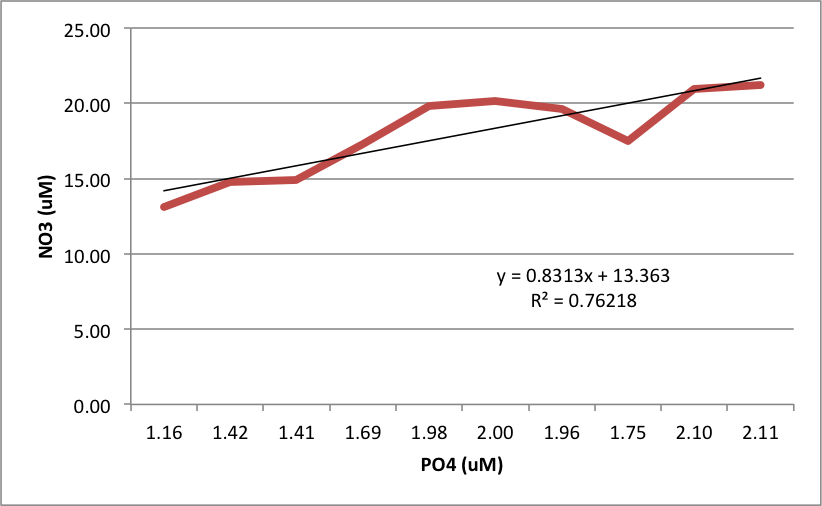 25.00
20.00
15.00
10.00
5.00
0.00
NO3 (uM)
y = 0.8313x + 13.363
R² = 0.76218
1.16 1.42 1.41 1.69 1.98 2.00 1.96 1.75 2.10 2.11
PO4 (uM)